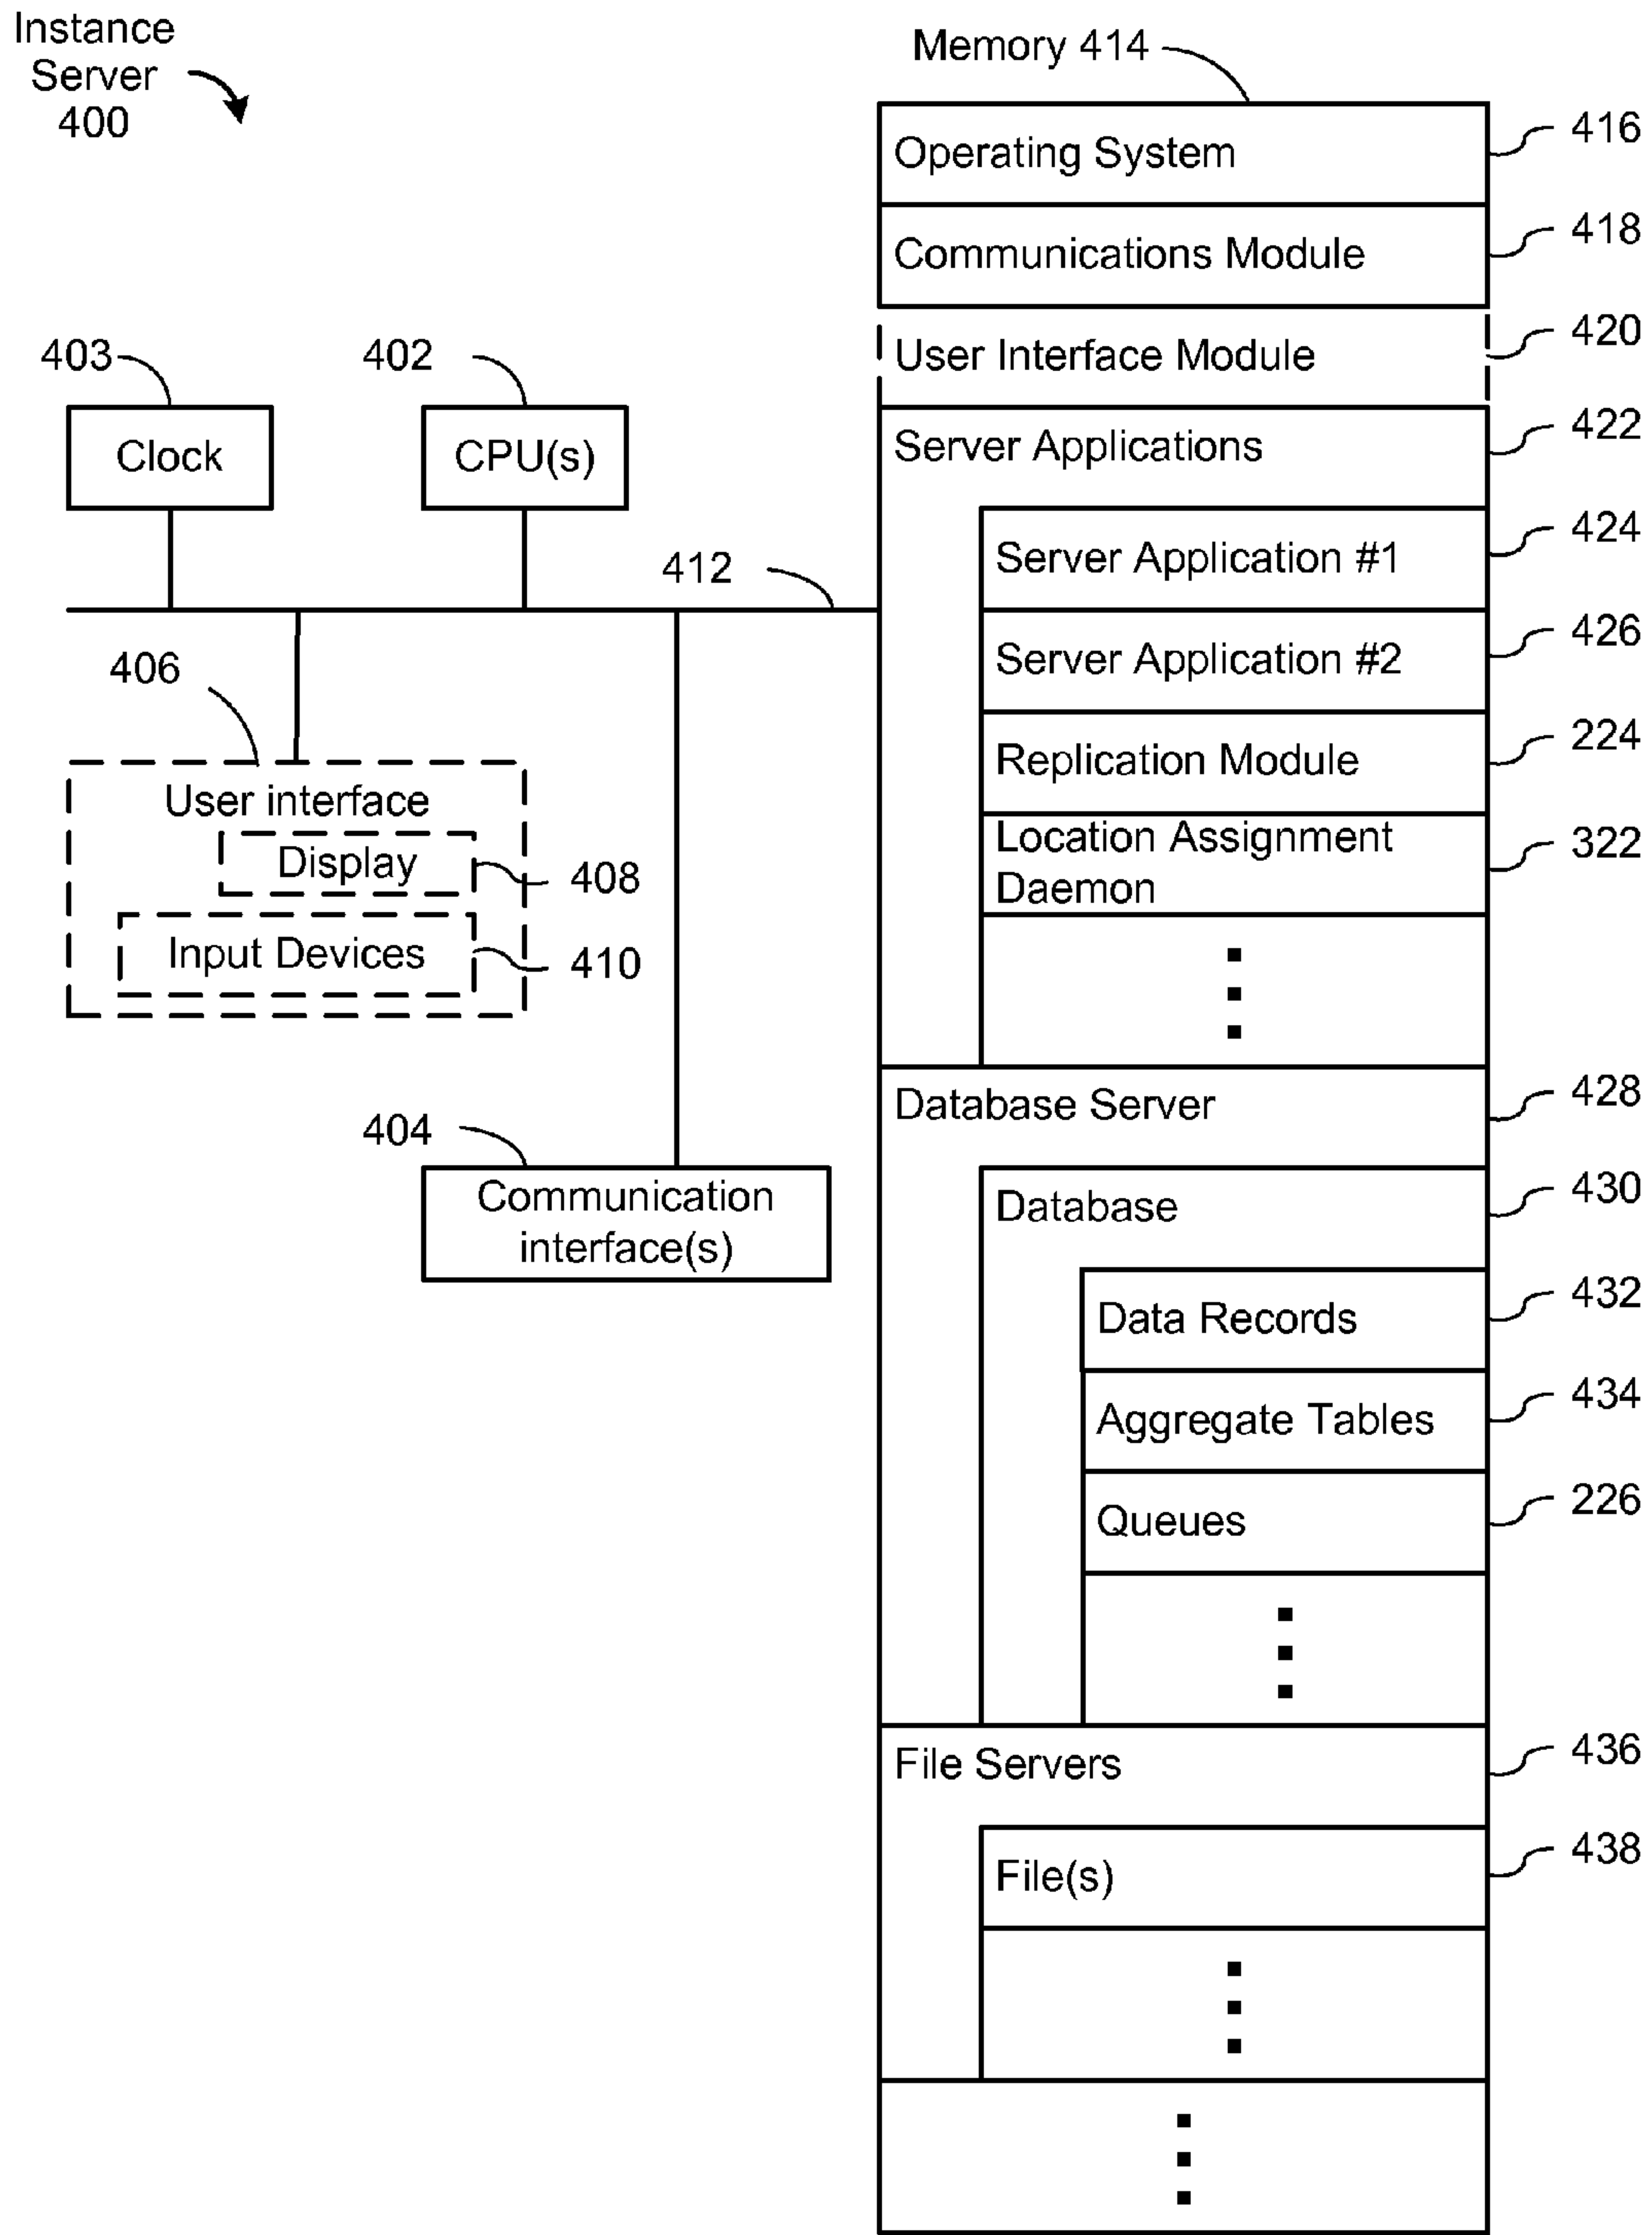 Instance
Server
400
Memory 414
Operating System
416
Communications Module
418
User Interface Module
420
403
402
Clock
CPU(s)
Server Applications
422
Server Application #1
424
412
Server Application #2
426
406
Replication Module
224
User interface
Location Assignment
Daemon
322
Display
408
Input Devices
410
Database Server
428
404
Communication
interface(s)
Database
430
Data Records
432
Aggregate Tables
434
Queues
226
File Servers
436
File(s)
438